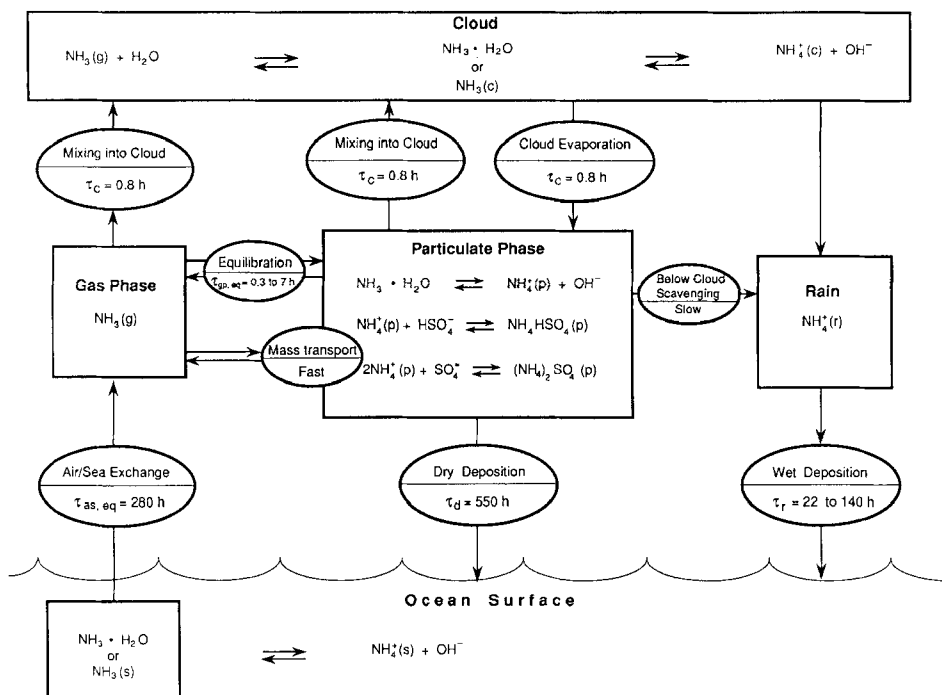 Cloud
NH₃(g) + H₂O ⇌ NH₃ • H₂O ⇌ NH₄⁺(c) + OH⁻
or
NH₃(c)
Mixing into Cloud
τc = 0.8 h
Mixing into Cloud
τc = 0.8 h
Cloud Evaporation
τc = 0.8 h
Gas Phase
NH₃(g)
Equilibration
τgp, eq = 0.3 to 7 h
Mass transport
Fast
Particulate Phase
NH₃ • H₂O ⇌ NH₄⁺(p) + OH⁻
NH₄⁺(p) + HSO₄⁻ ⇌ NH₄HSO₄(p)
2NH₄⁺(p) + SO₄⁼ ⇌ (NH₄)₂SO₄(p)
Below Cloud
Scavenging
Slow
Rain
NH₄⁺(r)
Air/Sea Exchange
τas, eq = 280 h
Dry Deposition
τd = 550 h
Wet Deposition
τr = 22 to 140 h
Ocean Surface
NH₃ • H₂O
or
NH₃(s)
⇌ NH₄⁺(s) + OH⁻